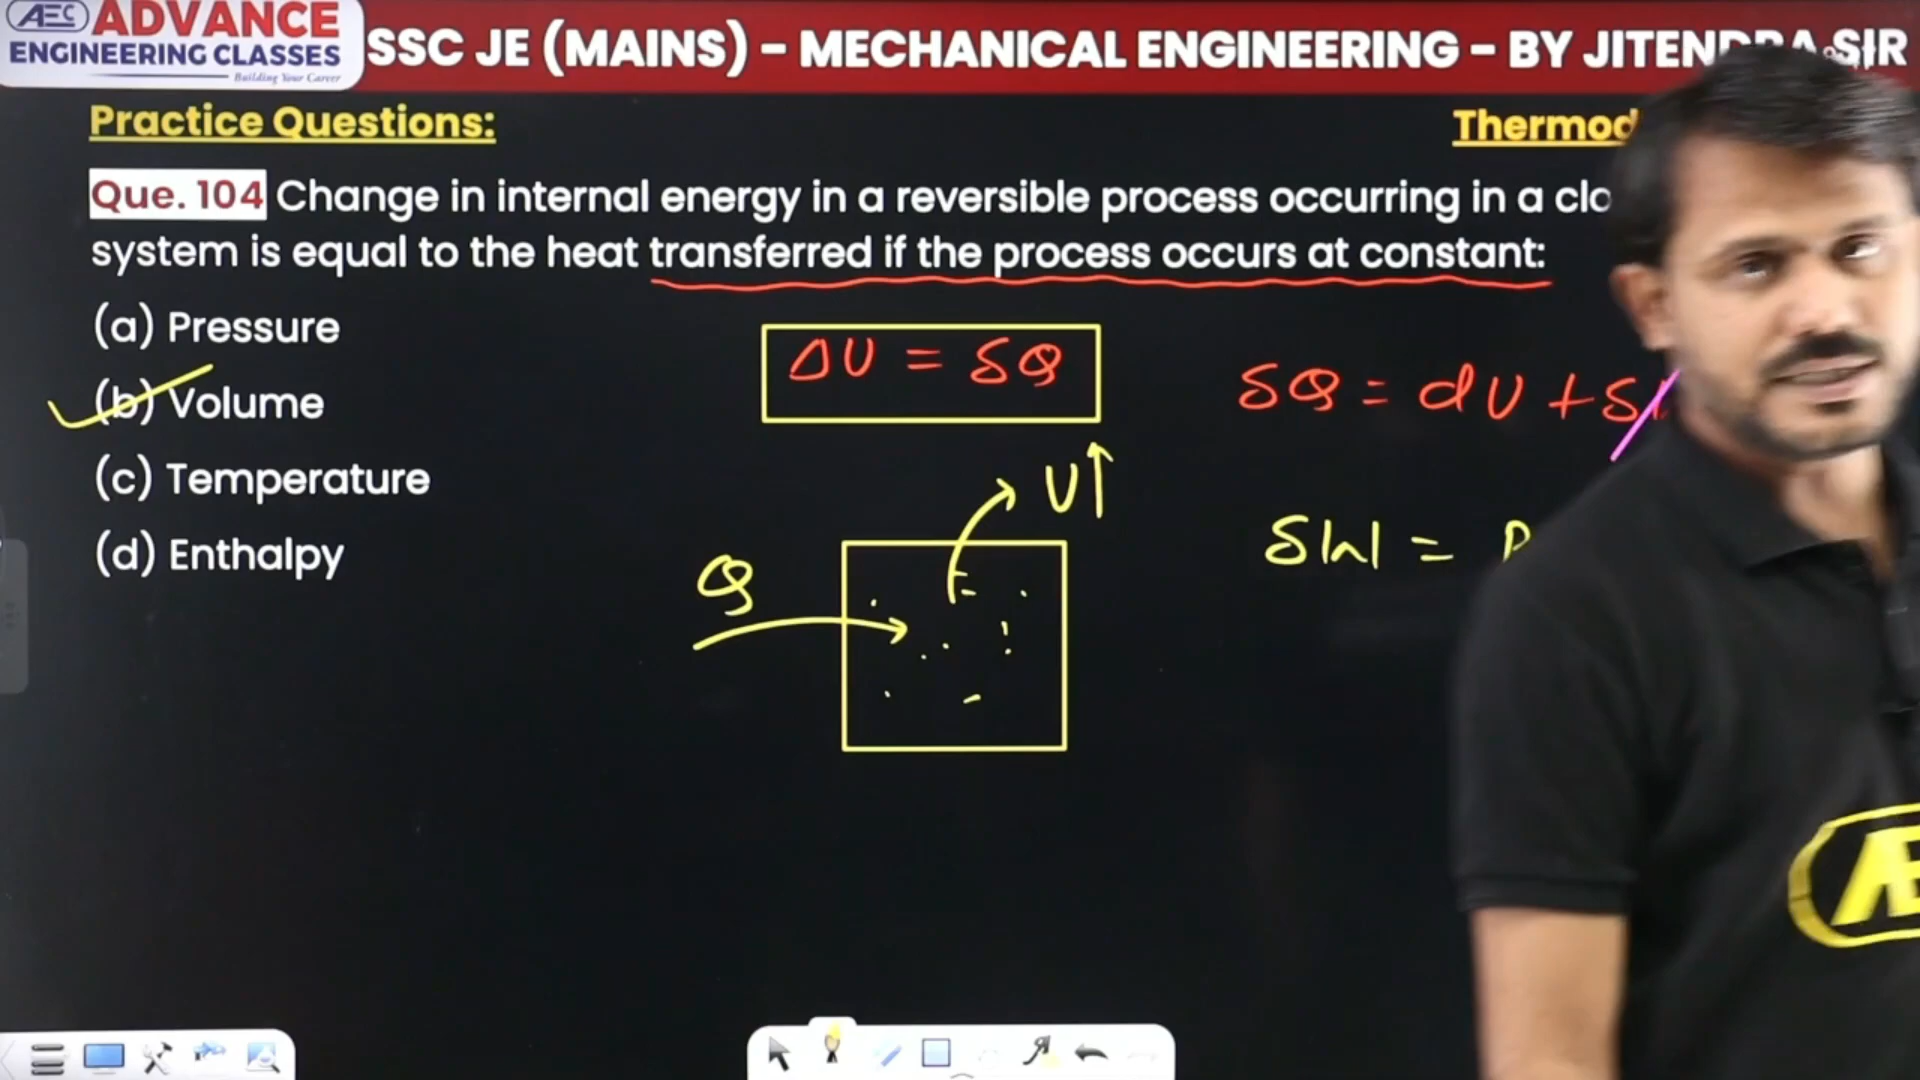 AEC ADVANCE
ENGINEERING CLASSES
Building Your Career
SSC JE (MAINS) – MECHANICAL ENGINEERING – BY JITENDRA SIR
Practice Questions:
Thermod
Que. 104 Change in internal energy in a reversible process occurring in a clo
system is equal to the heat transferred if the process occurs at constant:
(a) Pressure
(b) Volume
(c) Temperature
(d) Enthalpy
ΔU = δQ
δQ = dU + δ
U↑
δW = P
Q